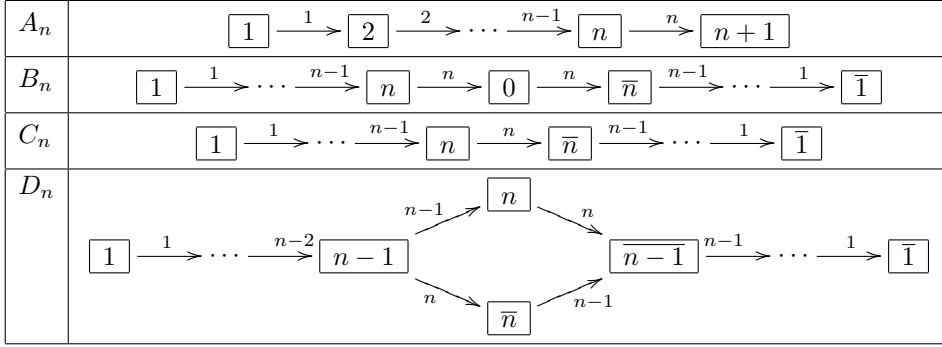 A_n
1 →^{1} 2 →^{2} ⋯ →^{n−1} n →^{n} n + 1
B_n
1 →^{1} ⋯ →^{n−1} n →^{n} 0 →^{n} n̅ →^{n−1} ⋯ →^{1} 1̅
C_n
1 →^{1} ⋯ →^{n−1} n →^{n} n̅ →^{n−1} ⋯ →^{1} 1̅
D_n
n
n−1 n
1 →^{1} ⋯ →^{n−2} n − 1 \overline{n − 1} →^{n−1} ⋯ →^{1} 1̅
n n−1
n̅